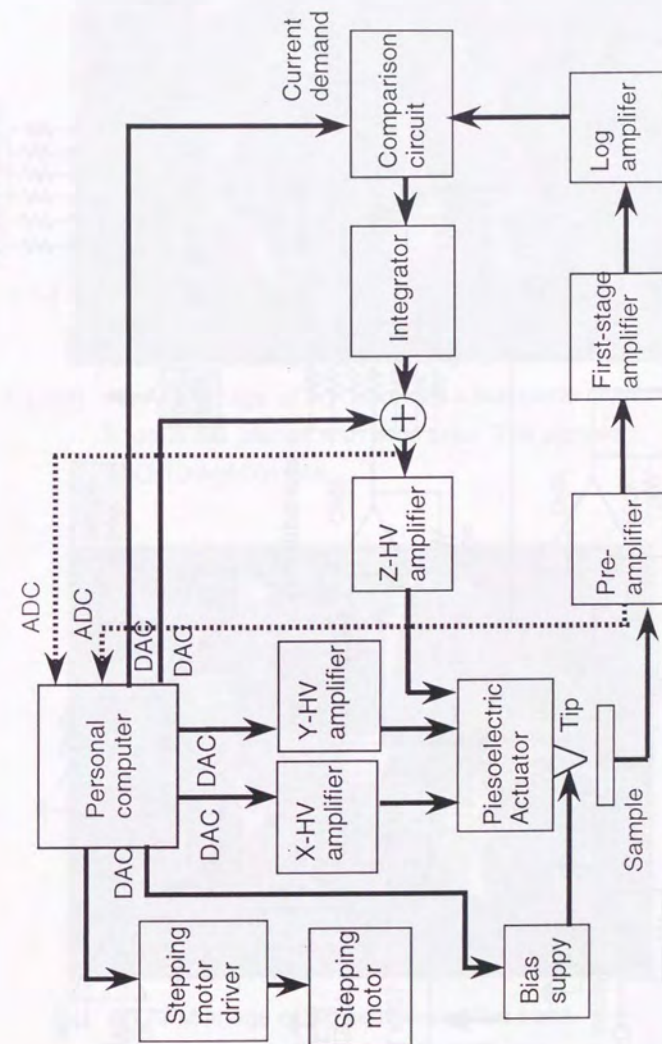 Current
demand
Comparison
circuit
Log
amplifer
Integrator
First-stage
amplifier
ADC
ADC
DAC
DAC
Z-HV
amplifier
Pre-
amplifier
Personal
computer
DAC
Y-HV
amplifier
DAC
X-HV
amplifier
Piesoelectric
Actuator
Tip
Sample
DAC
Stepping
motor
driver
Stepping
motor
Bias
suppy